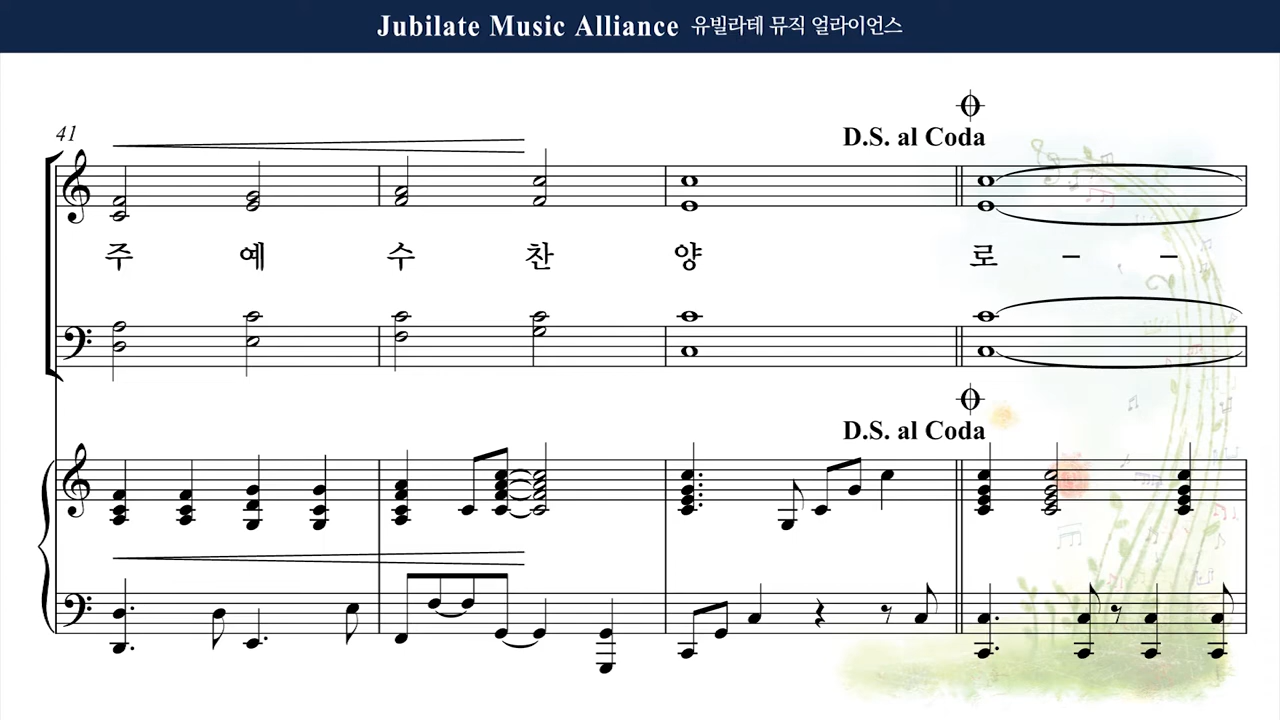 Jubilate Music Alliance 유빌라테 뮤직 얼라이언스
41
D.S. al Coda
주 예 수 찬 양 로 - -
D.S. al Coda